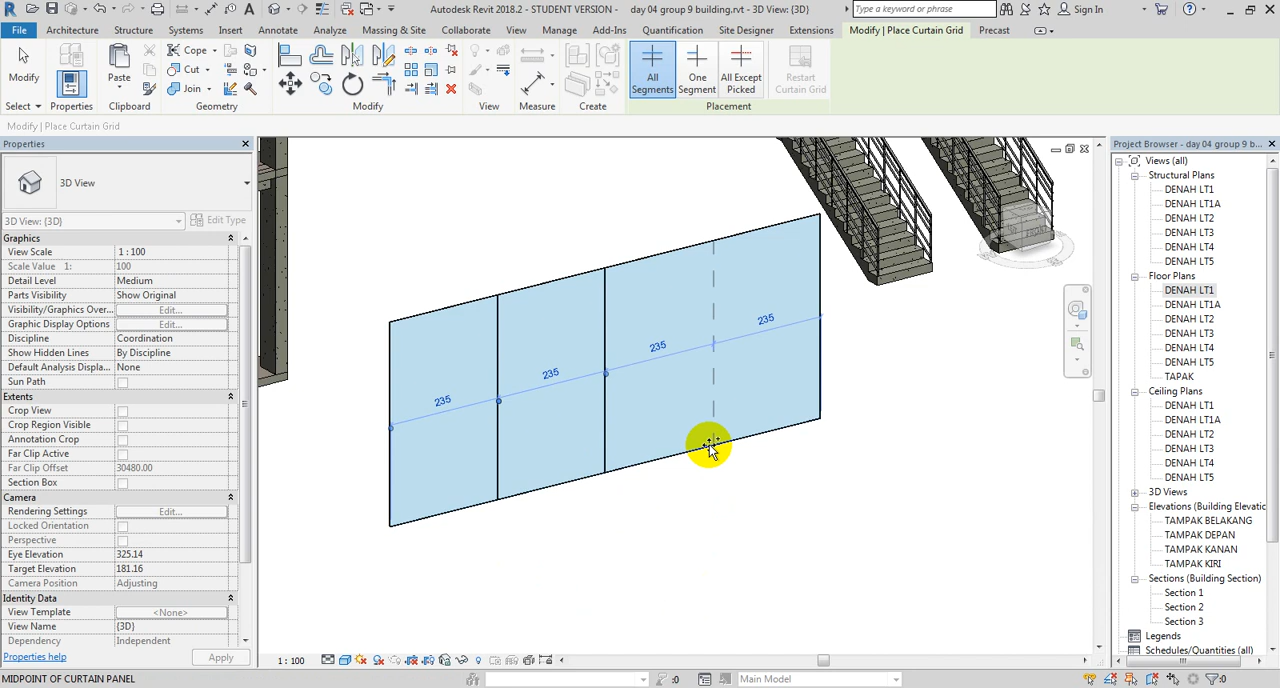 Autodesk Revit 2018.2 - STUDENT VERSION - day 04 group 9 building.rvt - 3D View: {3D}
Type a keyword or phrase
Sign In
File
Architecture
Structure
Systems
Insert
Annotate
Analyze
Massing & Site
Collaborate
View
Manage
Add-Ins
Quantification
Site Designer
Extensions
Modify | Place Curtain Grid
Precast
Modify
Properties
Paste
Cope
Cut
Join
All Segments
One Segment
All Except Picked
Restart Curtain Grid
Select
Properties
Clipboard
Geometry
Modify
View
Measure
Create
Placement
Modify | Place Curtain Grid
Properties
3D View
3D View: {3D}
Edit Type
Graphics
View Scale 1 : 100
Scale Value 1: 100
Detail Level Medium
Parts Visibility Show Original
Visibility/Graphics Over... Edit...
Graphic Display Options Edit...
Discipline Coordination
Show Hidden Lines By Discipline
Default Analysis Displa... None
Sun Path
Extents
Crop View
Crop Region Visible
Annotation Crop
Far Clip Active
Far Clip Offset 30480.00
Section Box
Camera
Rendering Settings Edit...
Locked Orientation
Perspective
Eye Elevation 325.14
Target Elevation 181.16
Camera Position Adjusting
Identity Data
View Template <None>
View Name {3D}
Dependency Independent
Properties help
Apply
235
235
235
235
1 : 100
Project Browser - day 04 group 9 b...
Views (all)
Structural Plans
DENAH LT1
DENAH LT1A
DENAH LT2
DENAH LT3
DENAH LT4
DENAH LT5
Floor Plans
DENAH LT1
DENAH LT1A
DENAH LT2
DENAH LT3
DENAH LT4
DENAH LT5
TAPAK
Ceiling Plans
DENAH LT1
DENAH LT1A
DENAH LT2
DENAH LT3
DENAH LT4
DENAH LT5
3D Views
Elevations (Building Elevatic
TAMPAK BELAKANG
TAMPAK DEPAN
TAMPAK KANAN
TAMPAK KIRI
Sections (Building Section)
Section 1
Section 2
Section 3
Legends
Schedules/Quantities (all)
MIDPOINT OF CURTAIN PANEL
:0
Main Model
:0